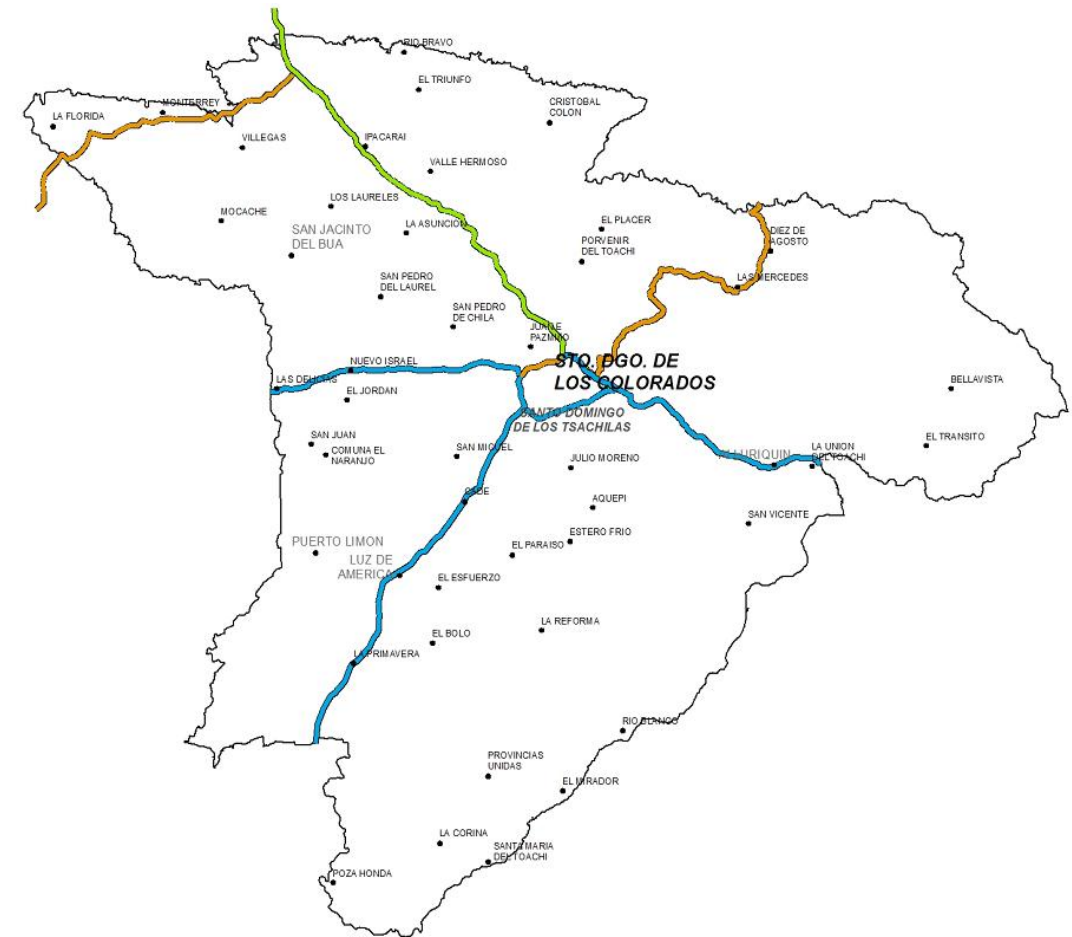 RIO BRAVO
EL TRIUNFO
CRISTOBAL
COLON
MONTERREY
LA FLORIDA
VILLEGAS
IPACARAI
VALLE HERMOSO
LOS LAURELES
MOCACHE
LA ASUNCION
EL PLACER
SAN JACINTO
DEL BUA
DIEZ DE
AGOSTO
PORVENIR
DEL TOACHI
SAN PEDRO
DEL LAUREL
LAS MERCEDES
SAN PEDRO
DE CHILA
JUAN E
PAZMIÑO
STO. DGO. DE
LOS COLORADOS
NUEVO ISRAEL
LAS DELICIAS
EL JORDAN
BELLAVISTA
SANTO DOMINGO
DE LOS TSACHILAS
SAN JUAN
COMUNA EL
NARANJO
SAN MIGUEL
JULIO MORENO
ALLURIQUIN
LA UNION
DEL TOACHI
EL TRANSITO
AQUEPI
SAN VICENTE
ESTERO FRIO
PUERTO LIMON
EL PARAISO
LUZ DE
AMERICA
EL ESFUERZO
LA REFORMA
EL BOLO
LA PRIMAVERA
RIO BLANCO
PROVINCIAS
UNIDAS
EL MIRADOR
LA CORINA
SANTA MARIA
DEL TOACHI
POZA HONDA